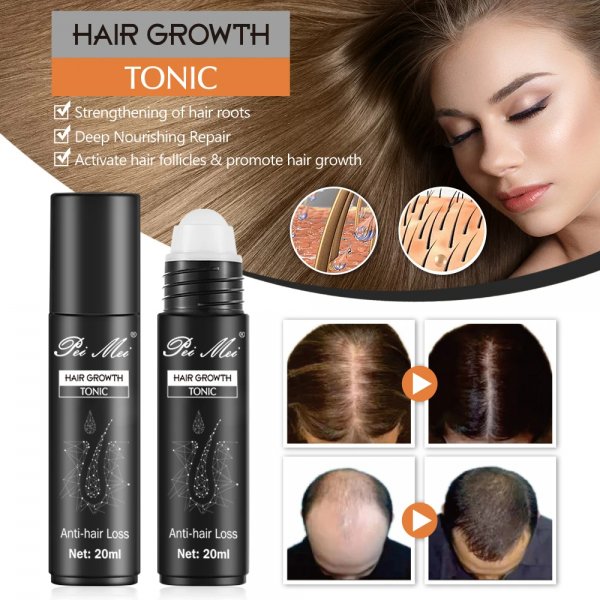 HAIR GROWTH
TONIC
Strengthening of hair roots
Deep Nourishing Repair
Activate hair follicles & promote hair growth
Pei Mei®
HAIR GROWTH
TONIC
Anti-hair Loss
Net: 20ml
Pei Mei®
HAIR GROWTH
TONIC
Anti-hair Loss
Net: 20ml